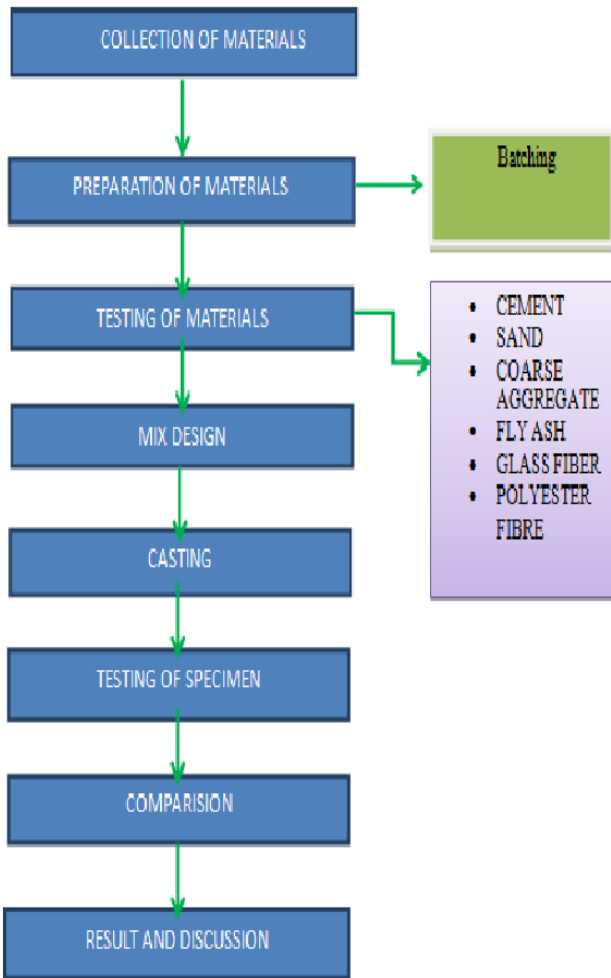 COLLECTION OF MATERIALS
PREPARATION OF MATERIALS
Batching
TESTING OF MATERIALS
• CEMENT
• SAND
• COARSE
AGGREGATE
• FLY ASH
• GLASS FIBER
• POLYESTER
FIBRE
MIX DESIGN
CASTING
TESTING OF SPECIMEN
COMPARISION
RESULT AND DISCUSSION